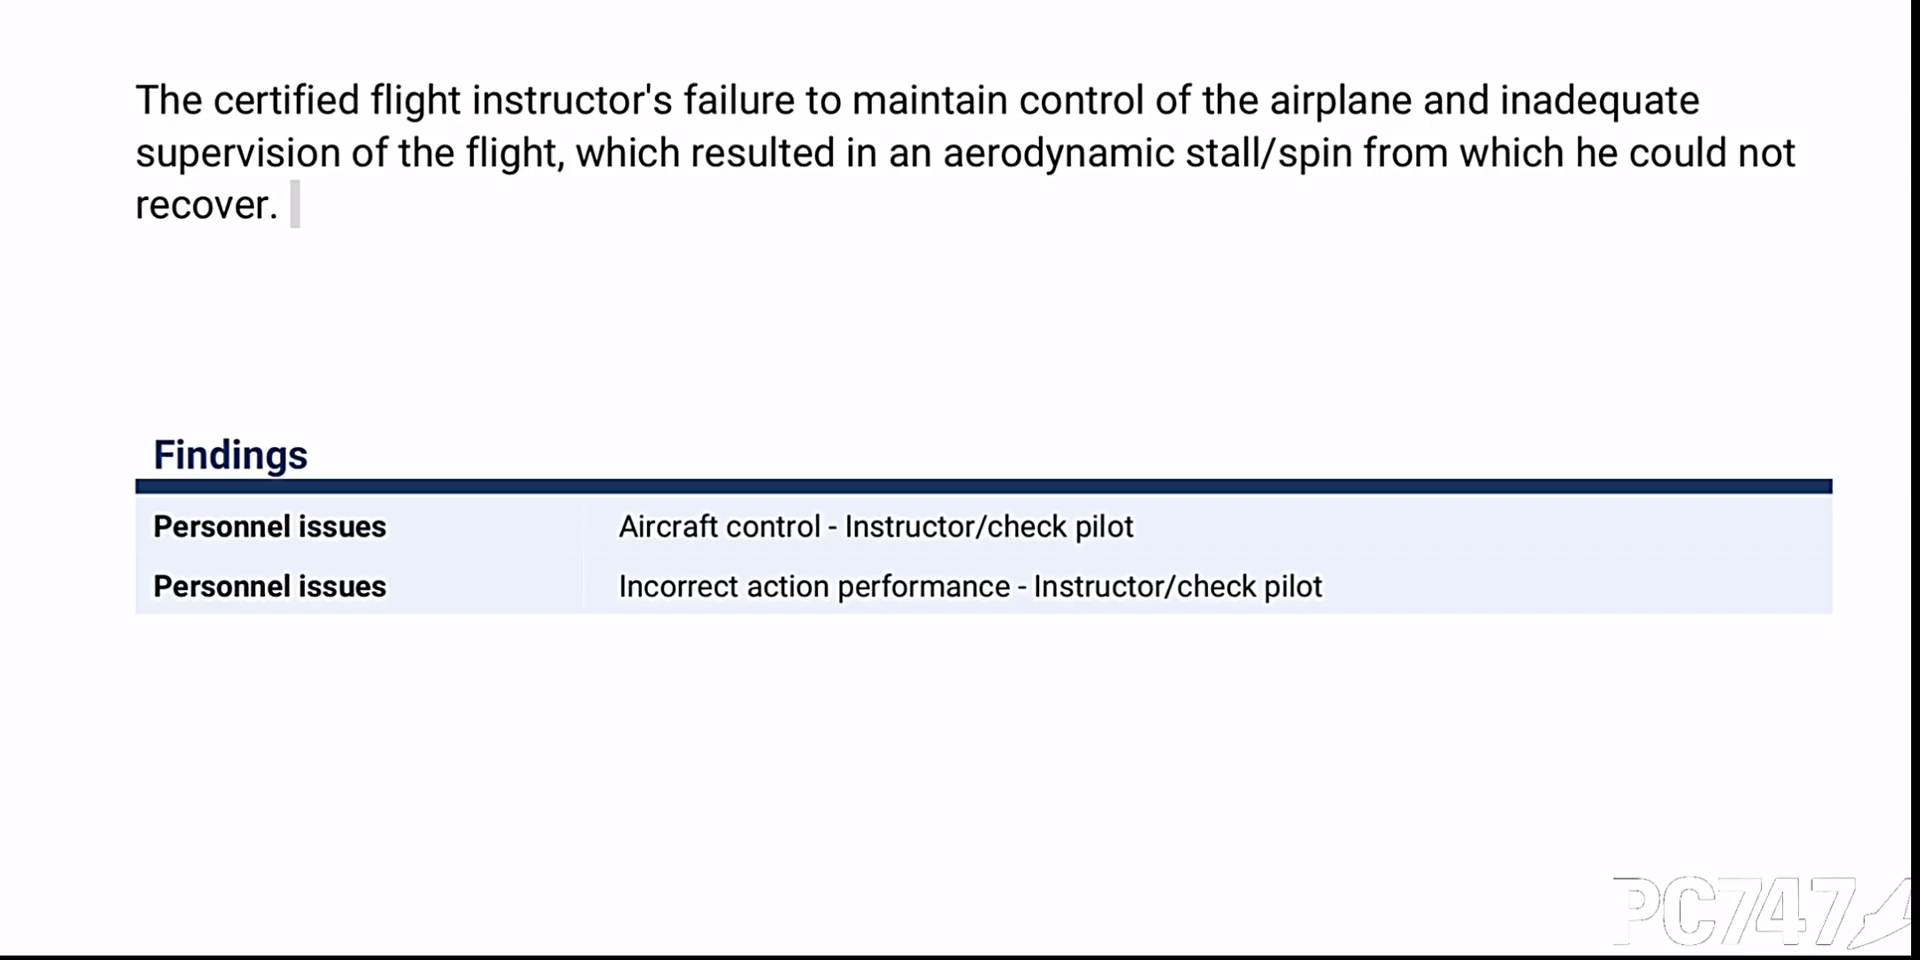 The certified flight instructor's failure to maintain control of the airplane and inadequate
supervision of the flight, which resulted in an aerodynamic stall/spin from which he could not
recover.
Findings
Personnel issues Aircraft control - Instructor/check pilot
Personnel issues Incorrect action performance - Instructor/check pilot
PC747